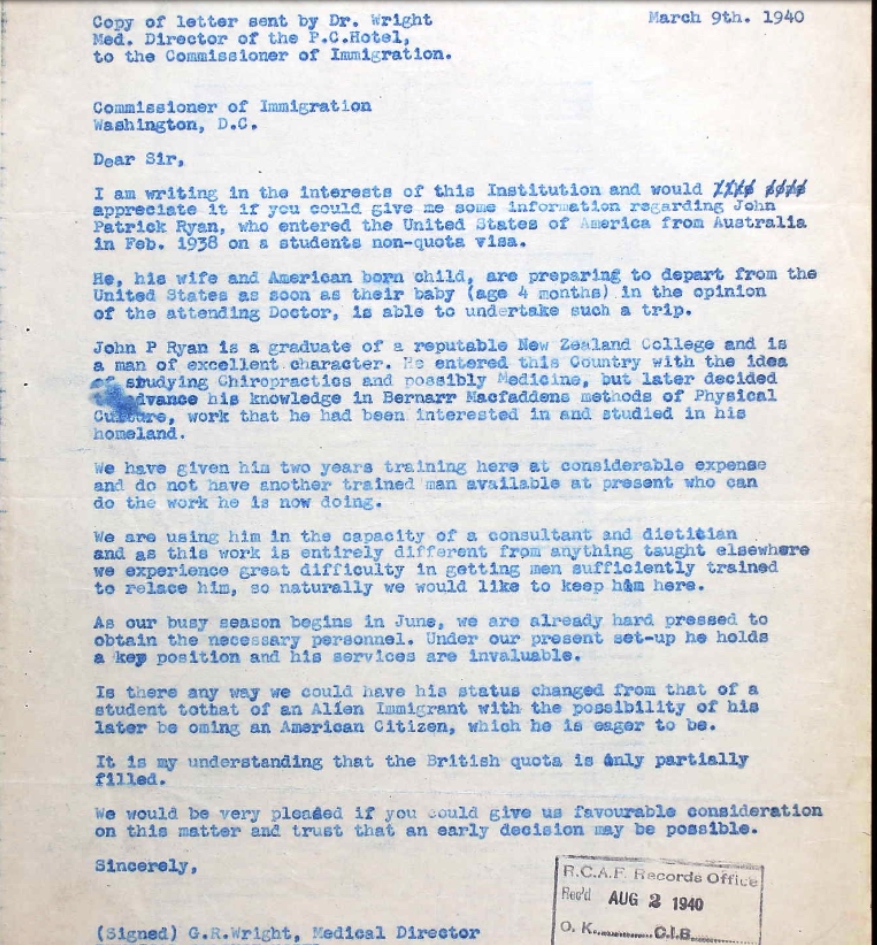 Copy of letter sent by Dr. Wright
March 9th. 1940
Med. Director of the P.C.Hotel,
to the Commissioner of Immigration.
Commissioner of Immigration
Washington, D.C.
Dear Sir,
I am writing in the interests of this Institution and would
appreciate it if you could give me some information regarding John
Patrick Ryan, who entered the United States of America from Australia
in Feb. 1938 on a students non-quota visa.
He, his wife and American born child, are preparing to depart from the
United States as soon as their baby (age 4 months) in the opinion
of the attending Doctor, is able to undertake such a trip.
John P Ryan is a graduate of a reputable New Zealand College and is
a man of excellent character. He entered this Country with the idea
of studying Chiropractics and possibly Medicine, but later decided
advance his knowledge in Bernarr Macfaddens methods of Physical
Culture, work that he had been interested in and studied in his
homeland.
We have given him two years training here at considerable expense
and do not have another trained man available at present who can
do the work he is now doing.
We are using him in the capacity of a consultant and dietitian
and as this work is entirely different from anything taught elsewhere
we experience great difficulty in getting men sufficiently trained
to relace him, so naturally we would like to keep him here.
As our busy season begins in June, we are already hard pressed to
obtain the necessary personnel. Under our present set-up he holds
a key position and his services are invaluable.
Is there any way we could have his status changed from that of a
student tothat of an Alien Immigrant with the possibility of his
later be oming an American Citizen, which he is eager to be.
It is my understanding that the British quota is only partially
filled.
We would be very pleased if you could give us favourable consideration
on this matter and trust that an early decision may be possible.
Sincerely,
(Signed) G.R.Wright, Medical Director
R.C.A.F. Records Office
Rec'd AUG 2 1940
O. K.............C.I.B.........